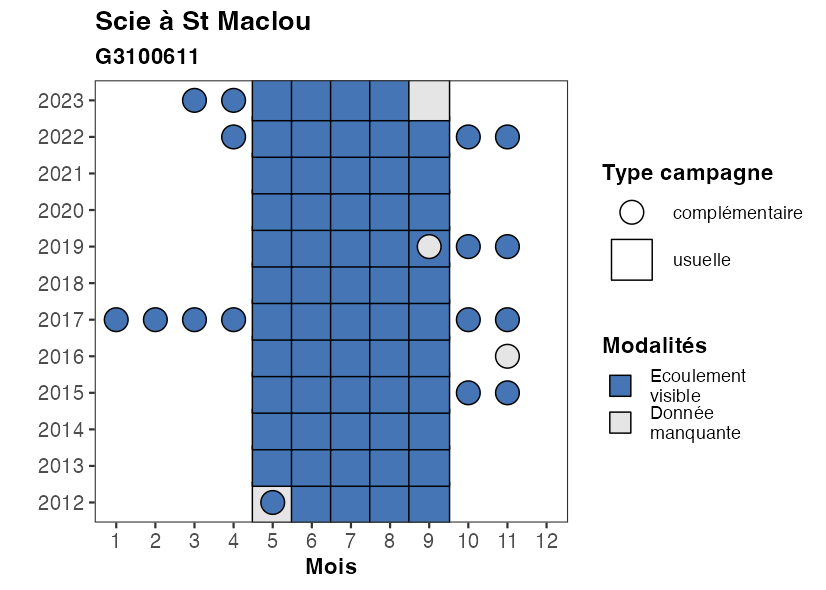 Scie à St Maclou
G3100611
2023
2022
2021
2020
2019
2018
2017
2016
2015
2014
2013
2012
1 2 3 4 5 6 7 8 9 10 11 12
Mois
Type campagne
complémentaire
usuelle
Modalités
Ecoulement
visible
Donnée
manquante